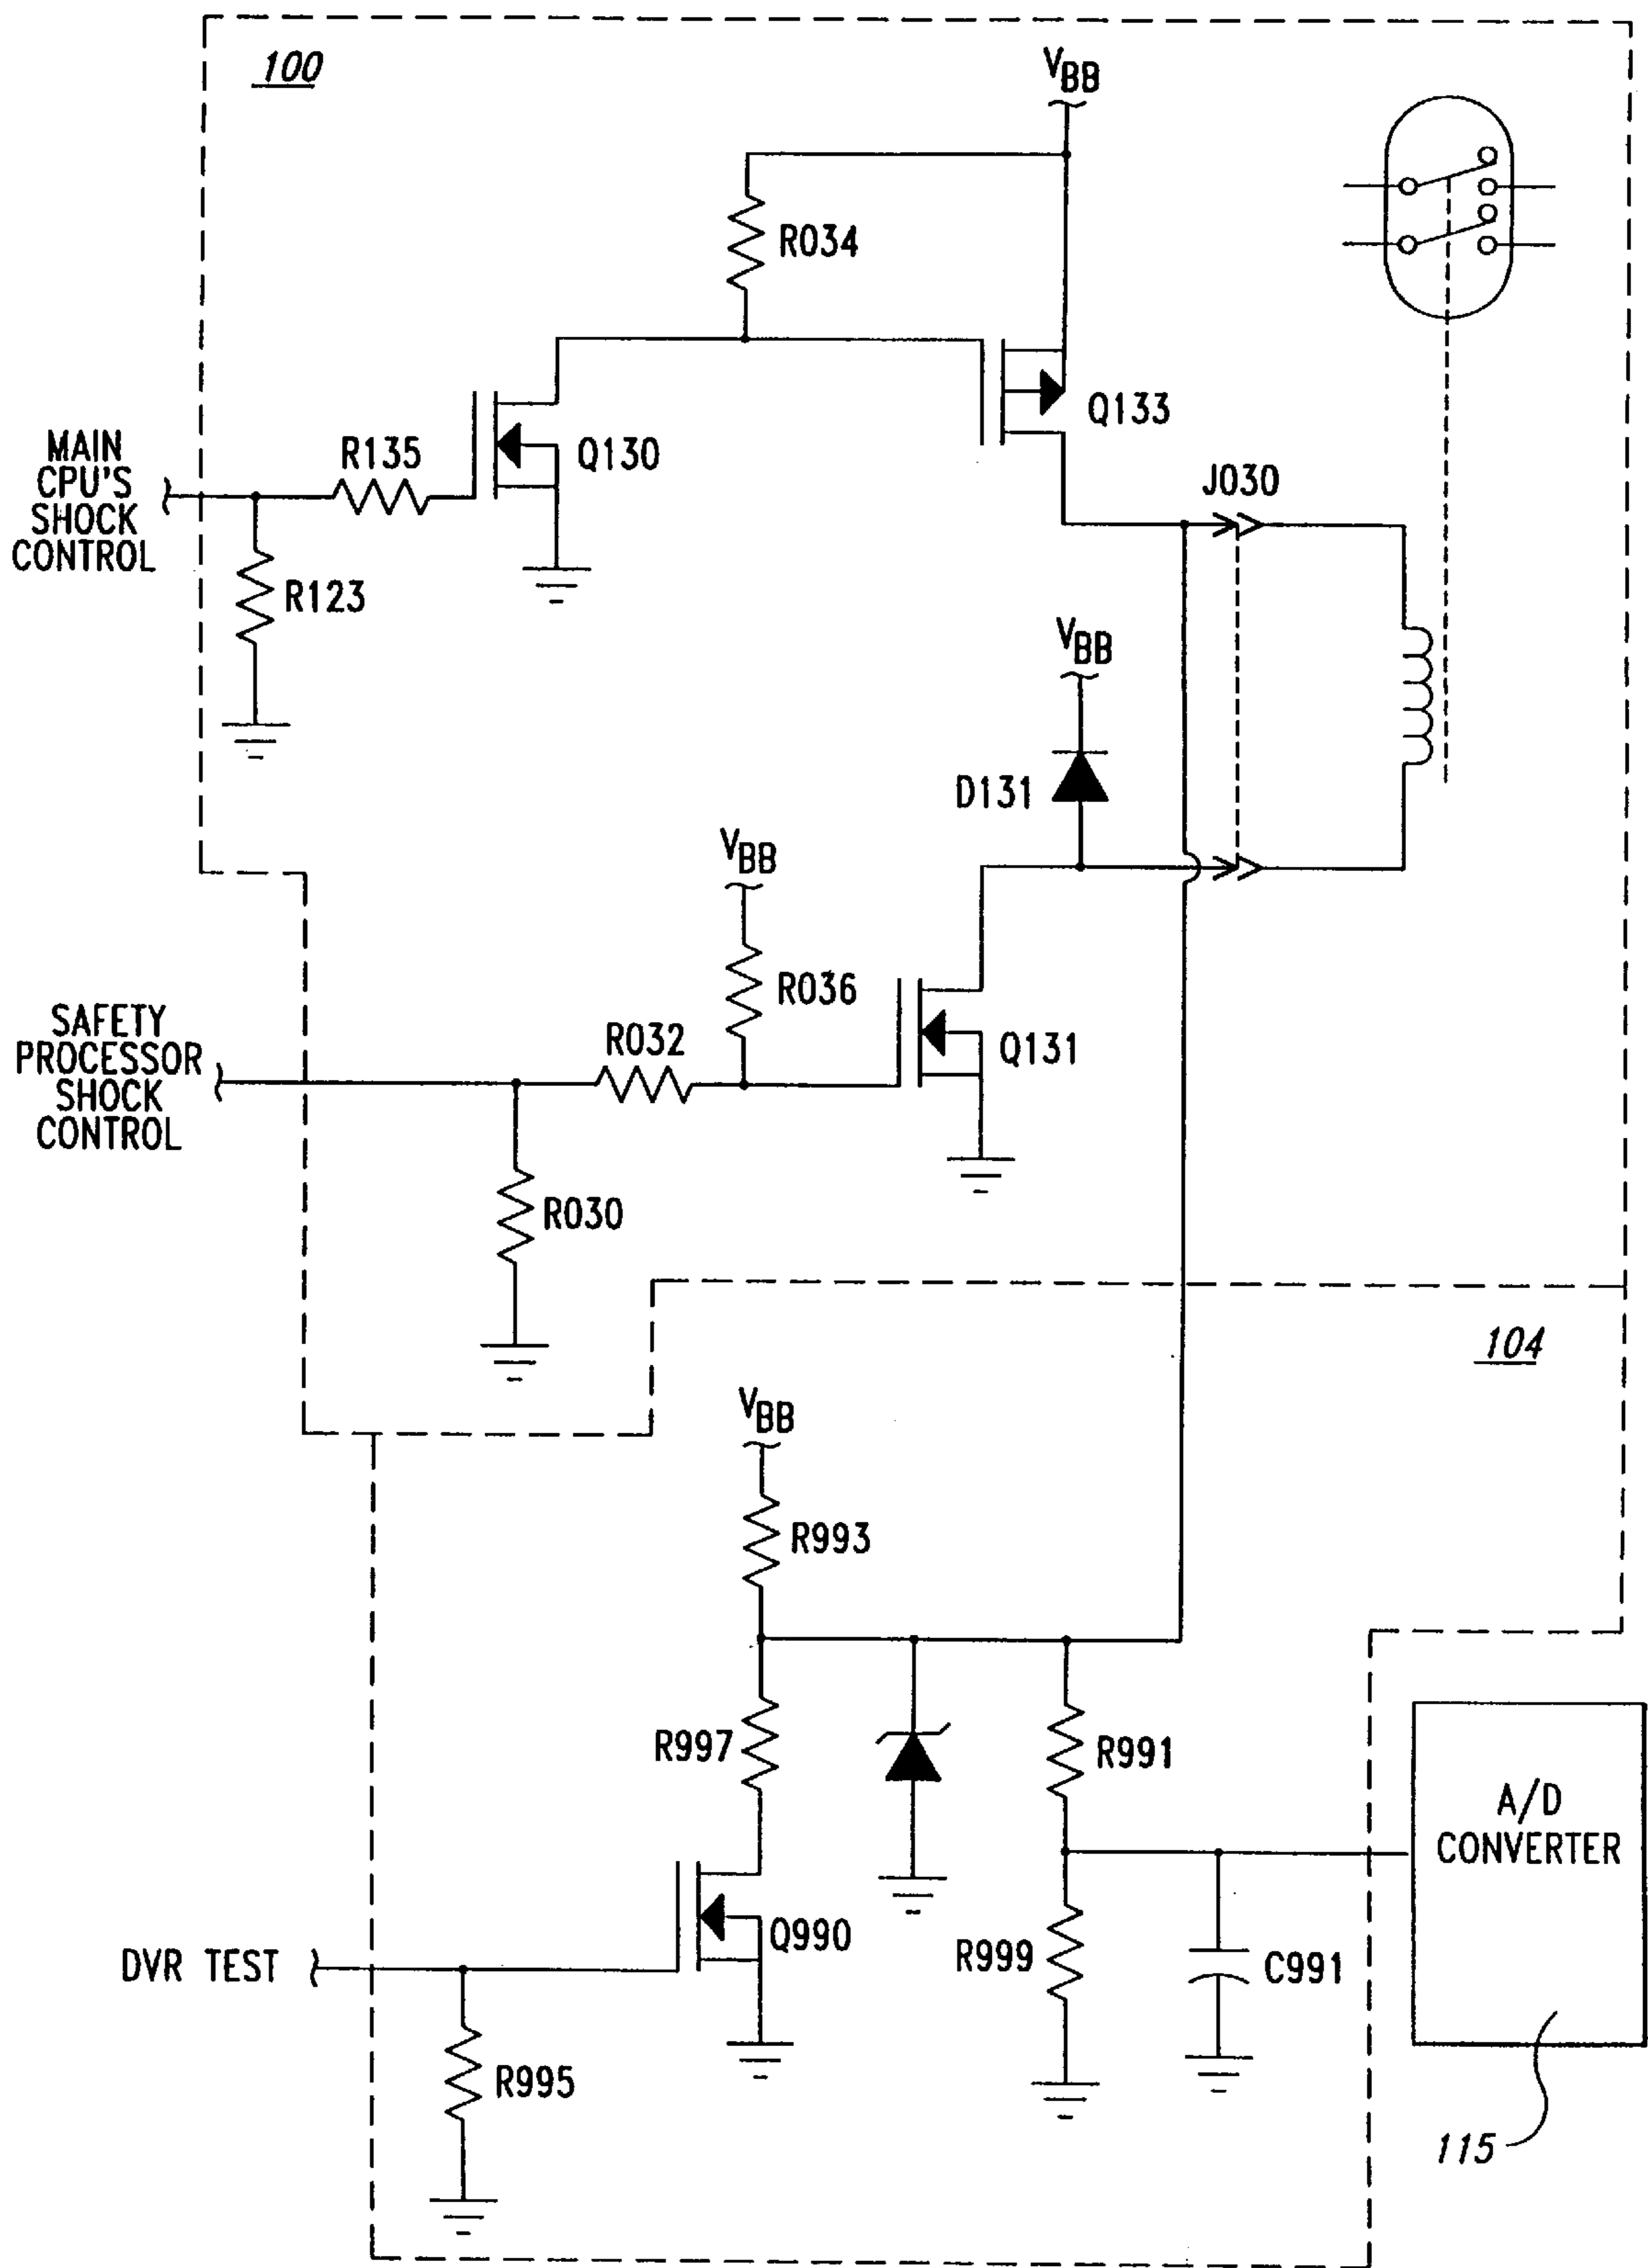 100
VBB
R034
Q133
MAIN
CPU'S
SHOCK
CONTROL
R135
Q130
J030
R123
VBB
D131
VBB
R036
SAFETY
PROCESSOR
SHOCK
CONTROL
R032
Q131
R030
104
VBB
R993
R997
R991
A/D
CONVERTER
Q990
DVR TEST
R999
C991
R995
115